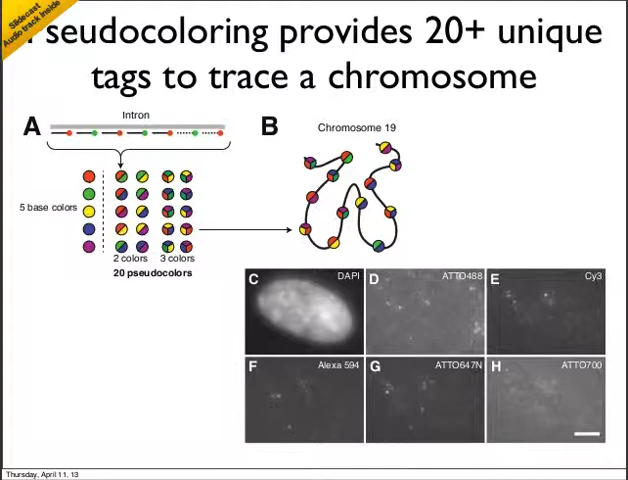 Slidecast
Audio track Inside
Pseudocoloring provides 20+ unique
tags to trace a chromosome
A
Intron
5 base colors
2 colors
3 colors
20 pseudocolors
B
Chromosome 19
C
DAPI
D
ATTO488
E
Cy3
F
Alexa 594
G
ATTO647N
H
ATTO700
Thursday, April 11, 13